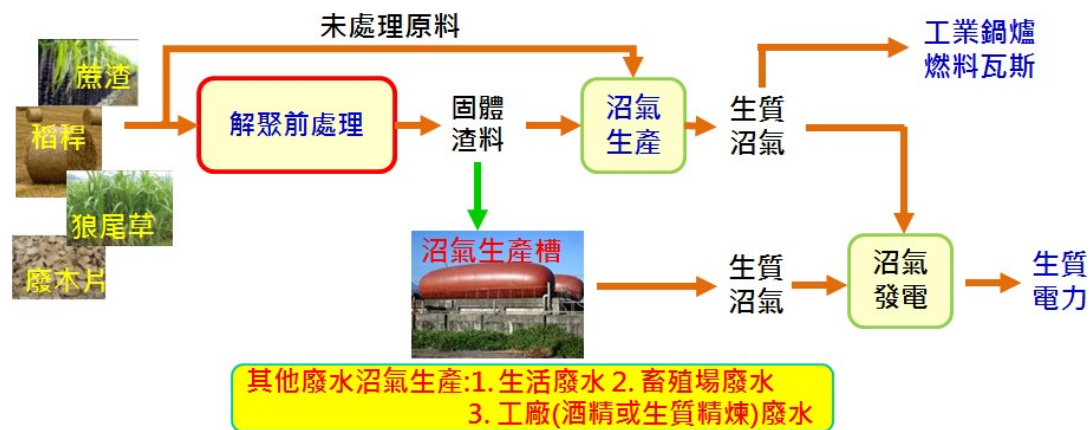 未處理原料
工業鍋爐
燃料瓦斯
蔗渣
稻稈
狼尾草
廢木片
解聚前處理
固體
渣料
沼氣
生產
生質
沼氣
沼氣生產槽
生質
沼氣
沼氣
發電
生質
電力
其他廢水沼氣生產:1. 生活廢水 2. 畜殖場廢水
3. 工廠(酒精或生質精煉)廢水